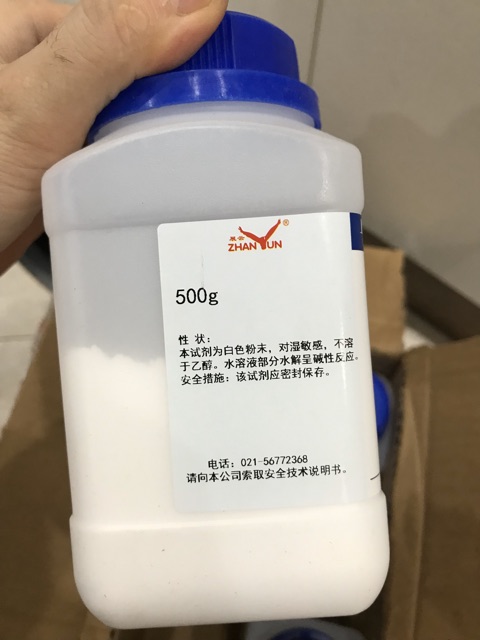 展云
ZHAN YUN®
500g
性 状：
本试剂为白色粉末，对湿敏感，不溶
于乙醇。水溶液部分水解呈碱性反应。
安全措施：该试剂应密封保存。
电话：021-56772368
请向本公司索取安全技术说明书。